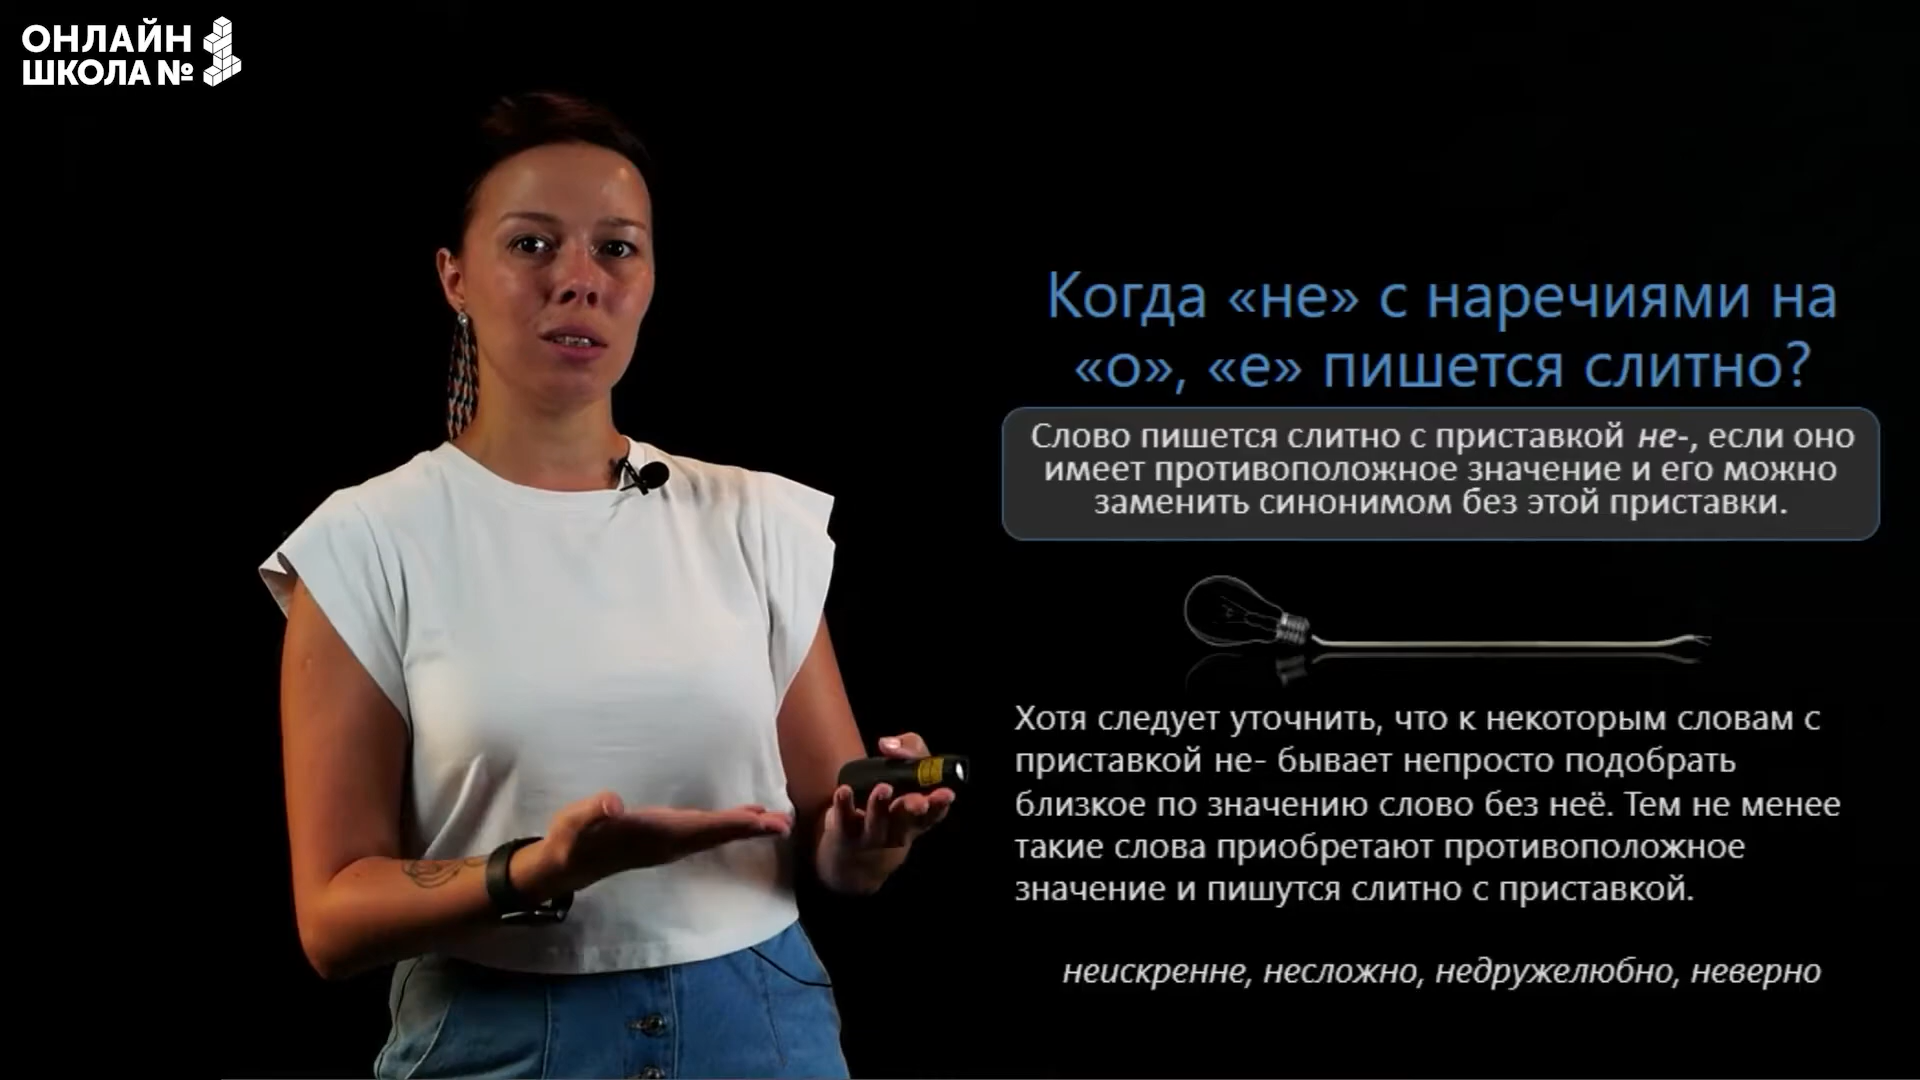 ОНЛАЙН
ШКОЛА №
Когда «не» с наречиями на
«о», «е» пишется слитно?
Слово пишется слитно с приставкой не-, если оно
имеет противоположное значение и его можно
заменить синонимом без этой приставки.
Хотя следует уточнить, что к некоторым словам с
приставкой не- бывает непросто подобрать
близкое по значению слово без неё. Тем не менее
такие слова приобретают противоположное
значение и пишутся слитно с приставкой.
неискренне, несложно, недружелюбно, неверно